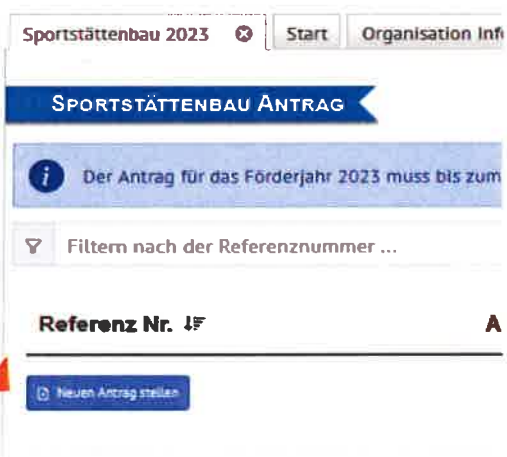 Sportstättenbau 2023 Start Organisation Inf
SPORTSTÄTTENBAU ANTRAG
Der Antrag für das Förderjahr 2023 muss bis zum
Filtern nach der Referenznummer ...
Referenz Nr. A
Neuen Antrag stellen